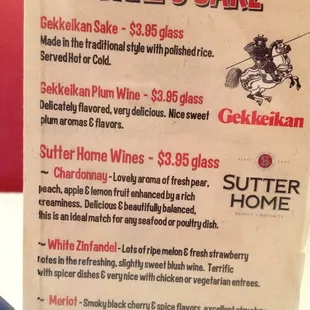 & SAKE
Gekkeikan Sake - $3.95 glass
Made in the traditional style with polished rice.
Served Hot or Cold.
Gekkeikan Plum Wine - $3.95 glass
Delicately flavored, very delicious. Nice sweet
plum aromas & flavors.
Gekkeikan
Sutter Home Wines - $3.95 glass
~ Chardonnay - Lovely aroma of fresh pear,
peach, apple & lemon fruit enhanced by a rich
creaminess. Delicious & beautifully balanced,
this is an ideal match for any seafood or poultry dish.
SUTTER
HOME
FAMILY VINEYARDS
~ White Zinfandel - Lots of ripe melon & fresh strawberry
notes in the refreshing, slightly sweet blush wine. Terrific
with spicer dishes & very nice with chicken or vegetarian entrees.
~ Merlot - Smoky black cherry & spice flavors, excellent